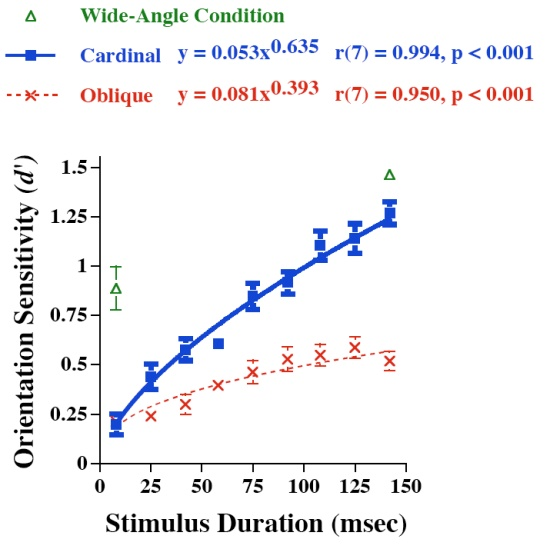 Wide-Angle Condition
Cardinal y = 0.053x^0.635 r(7) = 0.994, p < 0.001
Oblique y = 0.081x^0.393 r(7) = 0.950, p < 0.001
Orientation Sensitivity (d')
1.5
1.25
1
0.75
0.5
0.25
0
0 25 50 75 100 125 150
Stimulus Duration (msec)